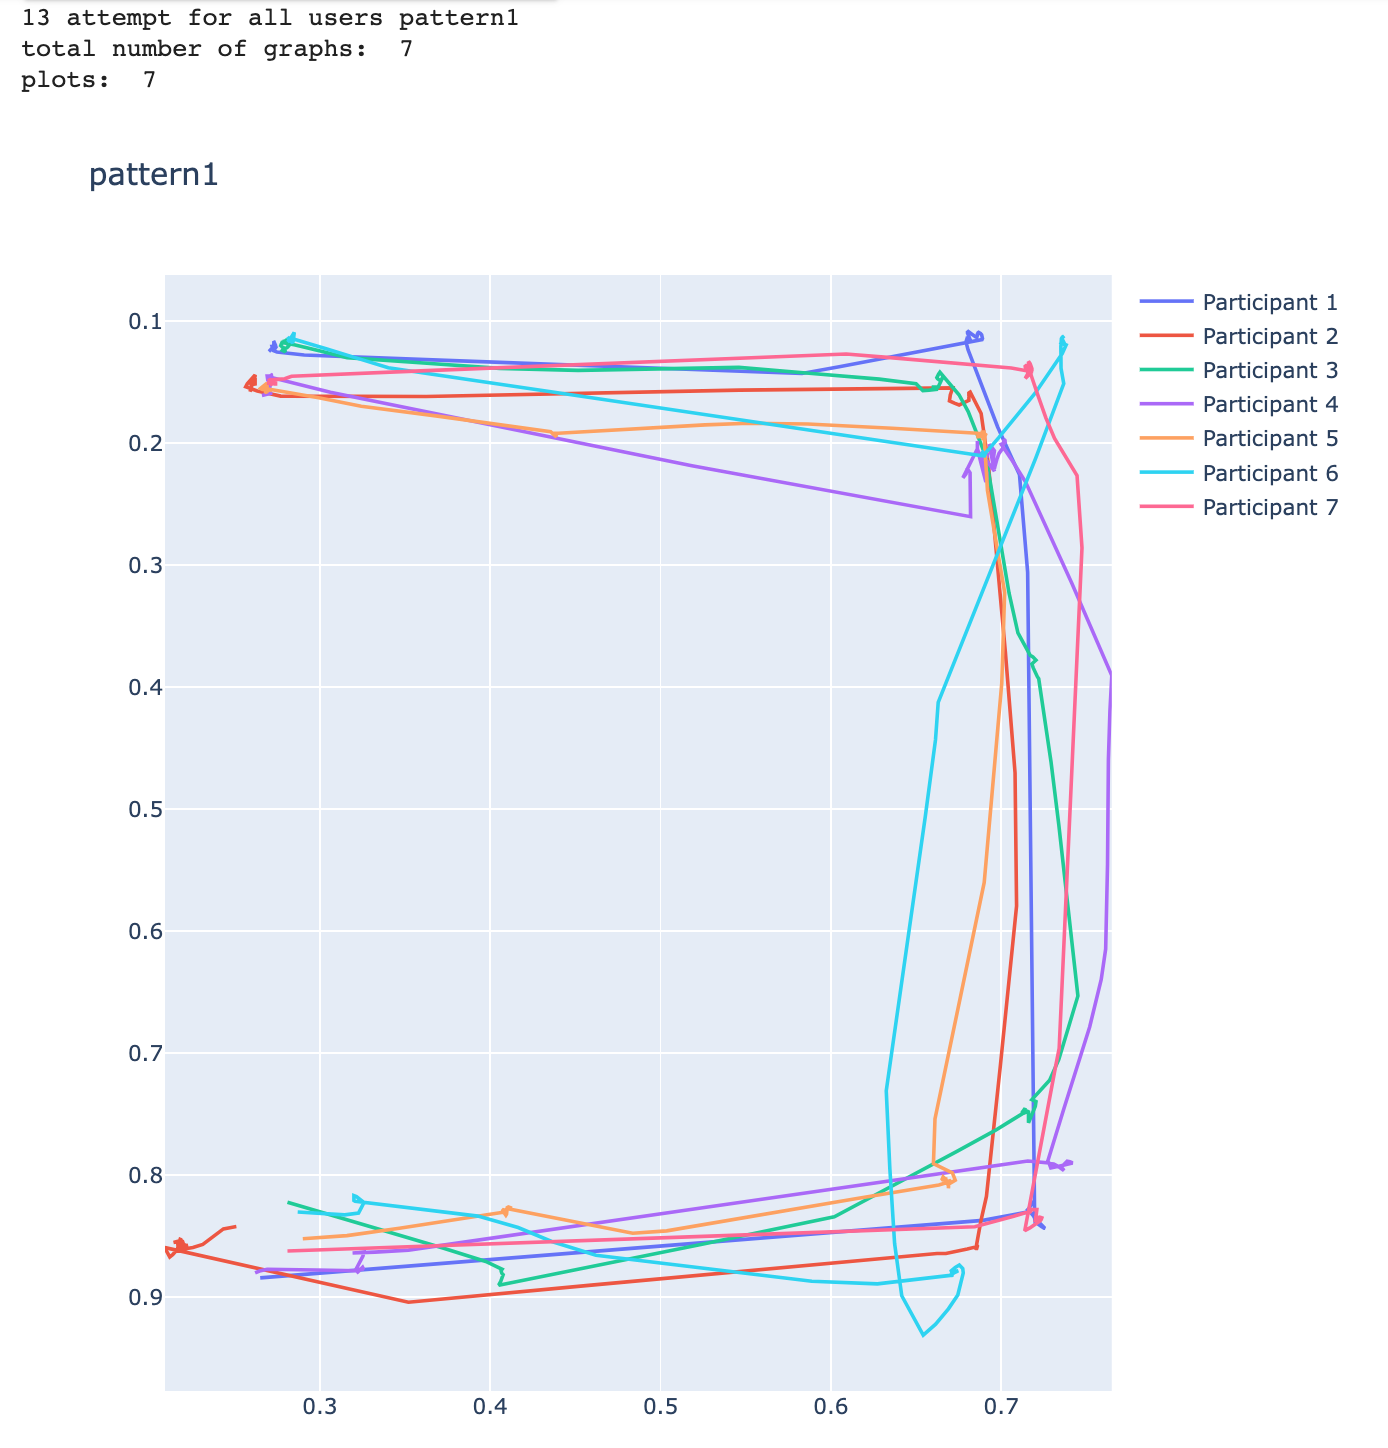 13 attempt for all users pattern1
total number of graphs:  7
plots:  7
pattern1
0.1
0.2
0.3
0.4
0.5
0.6
0.7
0.8
0.9
0.3 0.4 0.5 0.6 0.7
Participant 1
Participant 2
Participant 3
Participant 4
Participant 5
Participant 6
Participant 7